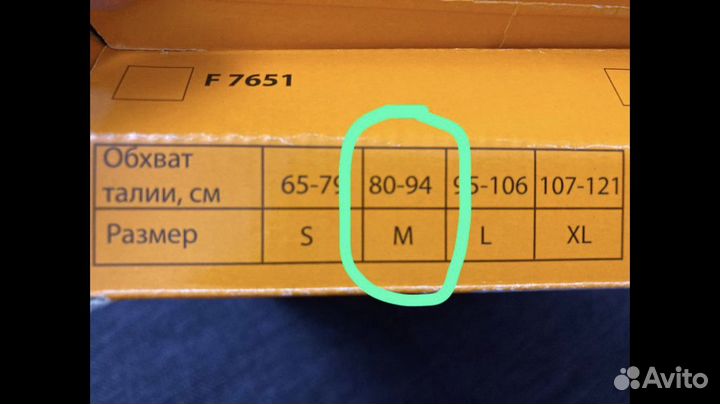 F 7651
Обхват талии, см 65-79 80-94 95-106 107-121
Размер S M L XL
Avito